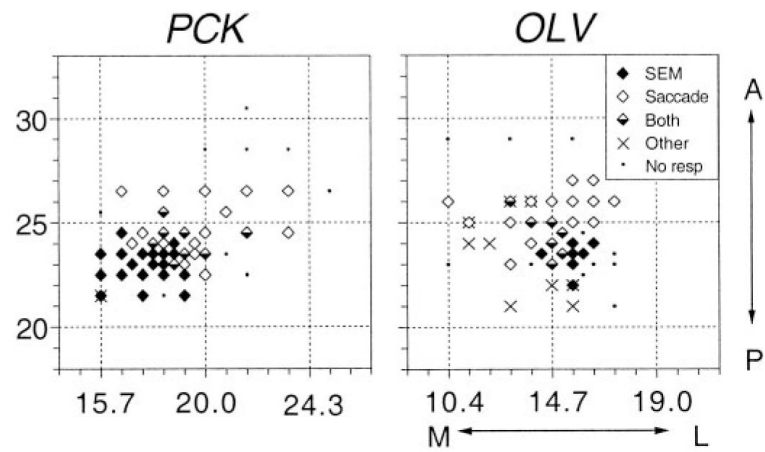 PCK OLV
SEM
Saccade
Both
Other
No resp
A
30
25
20
P
15.7 20.0 24.3 10.4 14.7 19.0
M L